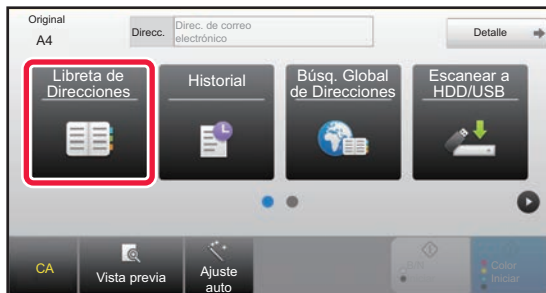 Original
A4
Direcc.
Direc. de correo
electrónico
Detalle
Libreta de
Direcciones
Historial
Búsq. Global
de Direcciones
Escanear a
HDD/USB
CA
Vista previa
Ajuste
auto
Color
Iniciar